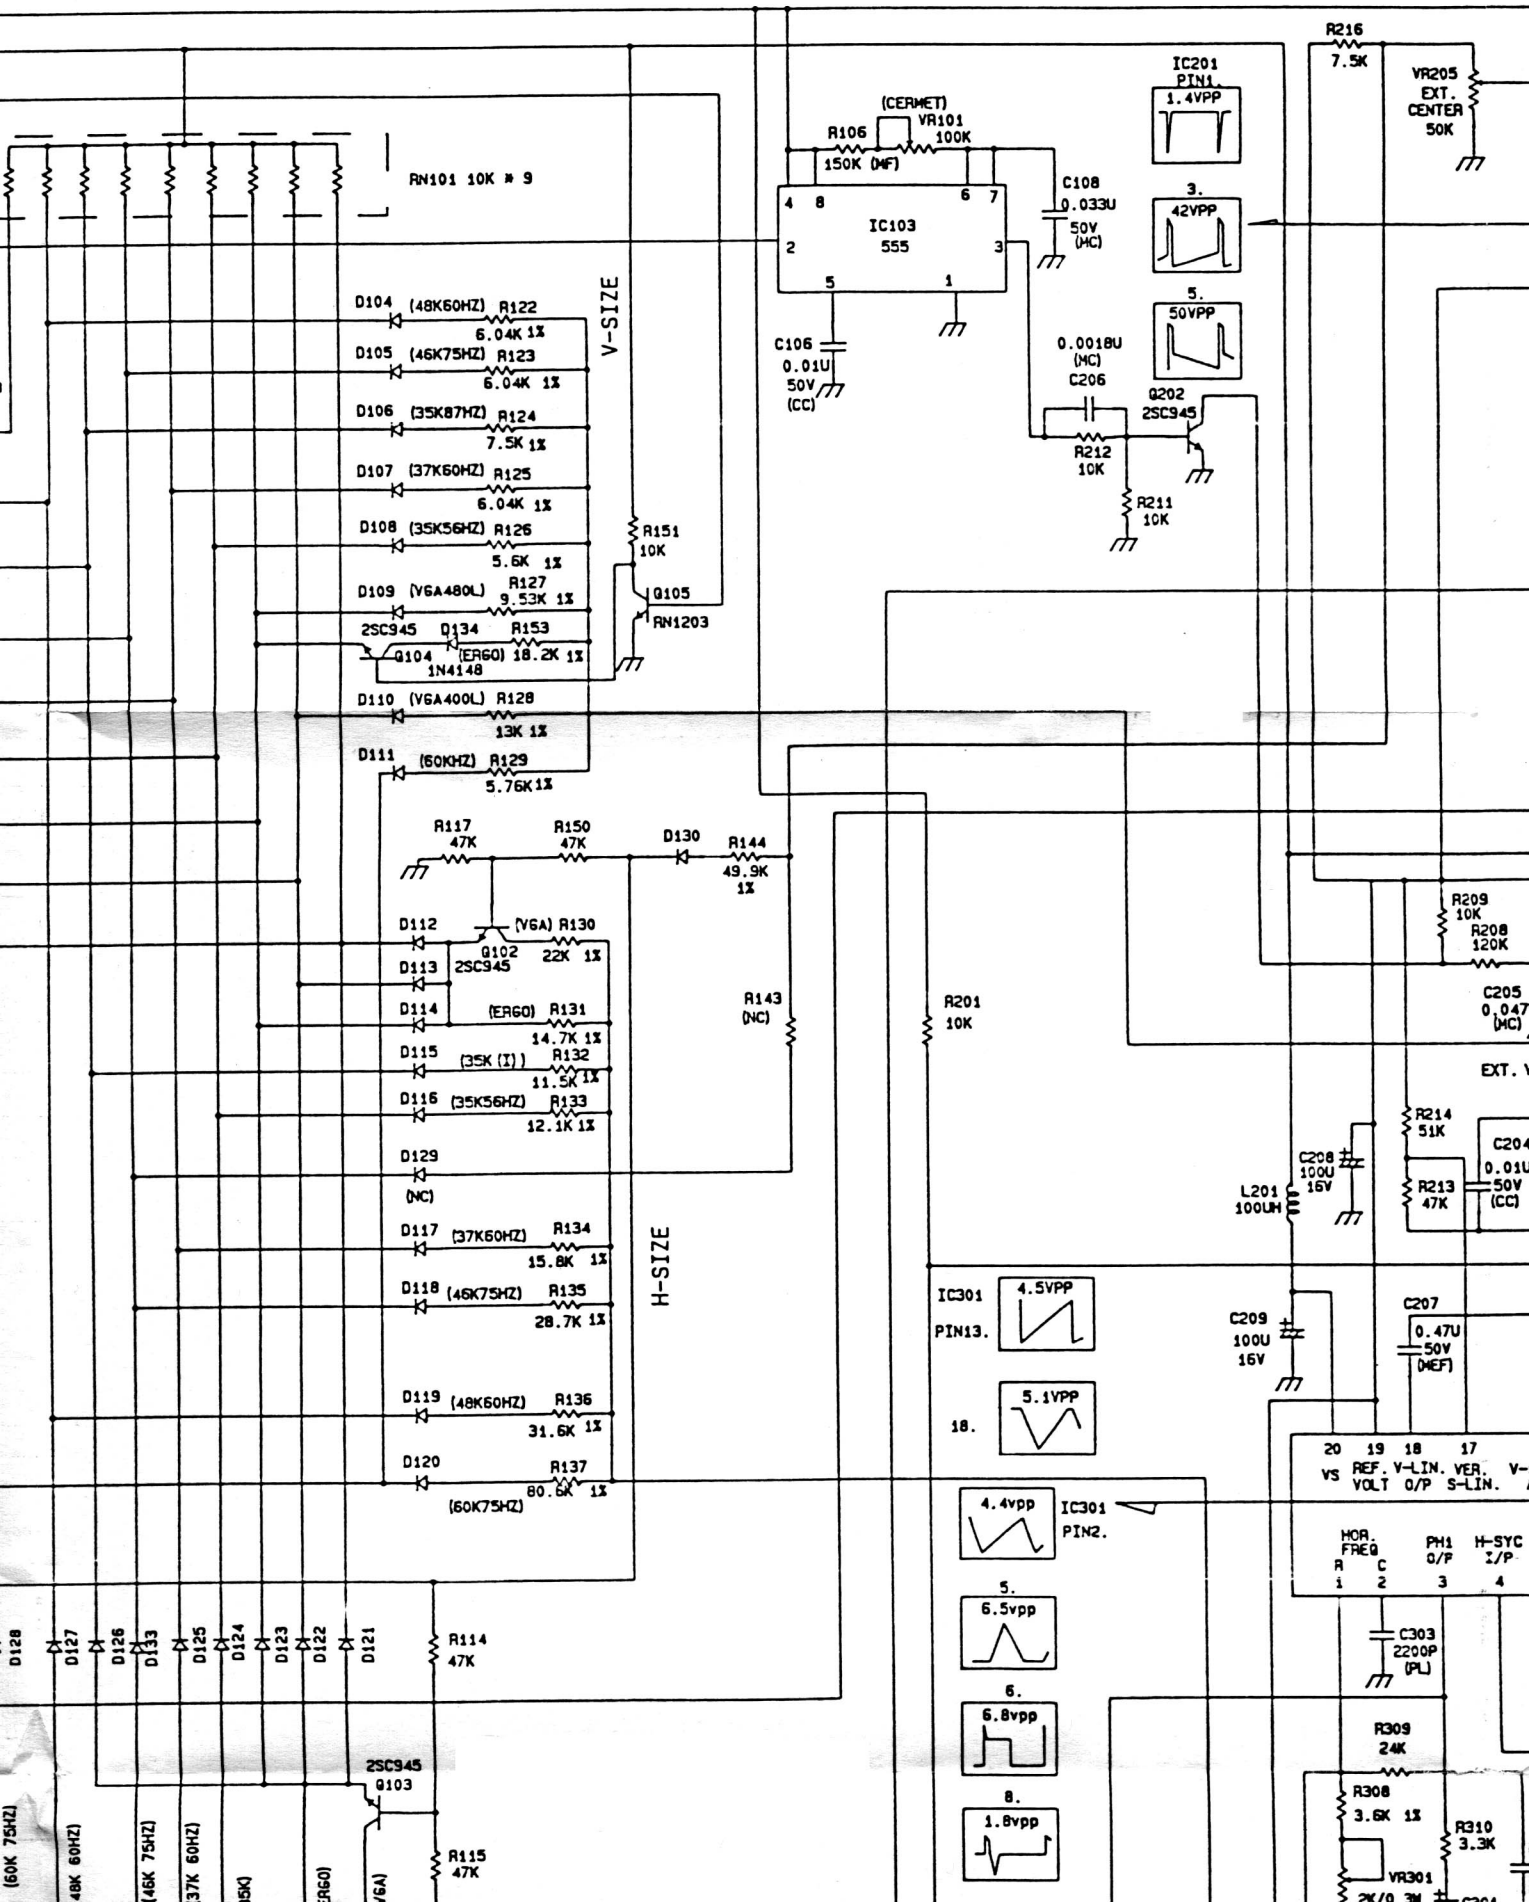 R216
7.5K
VR205
EXT.
CENTER
50K
IC201
PIN1.
1.4VPP
(CERMET)
VR101
100K
R106
150K (MF)
RN101 10K * 9
4 8 6 7
IC103
555
2 3
5 1
C108
0.033U
50V
(MC)
3.
42VPP
5.
50VPP
C106
0.01U
50V
(CC)
0.0018U
(MC)
C206
Q202
2SC945
R212
10K
R211
10K
V-SIZE
D104 (48K60HZ) R122
6.04K 1%
D105 (46K75HZ) R123
6.04K 1%
D106 (35K87HZ) R124
7.5K 1%
D107 (37K60HZ) R125
6.04K 1%
D108 (35K56HZ) R126
5.6K 1%
R151
10K
D109 (VGA480L) R127
9.53K 1%
Q105
RN1203
2SC945 D134 R153
Q104 (ERGO) 18.2K 1%
1N4148
D110 (VGA400L) R128
13K 1%
D111 (60KHZ) R129
5.76K 1%
R117
47K
R150
47K
D130
R144
49.9K
1%
R209
10K
R208
120K
D112 (VGA) R130
Q102 22K 1%
2SC945
D113
D114 (ERGO) R131
14.7K 1%
D115 (35K(I)) R132
11.5K 1%
D116 (35K56HZ) R133
12.1K 1%
R143
(NC)
R201
10K
C205
0.047
(MC)
EXT. V
D129
(NC)
R214
51K
C204
0.01U
50V
(CC)
R213
47K
C208
100U
16V
L201
100UH
D117 (37K60HZ) R134
15.8K 1%
D118 (46K75HZ) R135
28.7K 1%
H-SIZE
IC301
PIN13.
4.5VPP
C209
100U
16V
C207
0.47U
50V
(MEF)
18.
5.1VPP
D119 (48K60HZ) R136
31.6K 1%
D120 R137
80.6K 1%
(60K75HZ)
20 19 18 17
VS REF. V-LIN. VER. V-
VOLT O/P S-LIN.
4.4vpp
IC301
PIN2.
HOR.
FREQ
R C
1 2
PH1
O/P
3
H-SYC
I/P
4
5.
6.5vpp
D128
D127
D126
D133
D125
D124
D123
D122
D121
R114
47K
C303
2200P
(PL)
6.
6.8vpp
R309
24K
2SC945
Q103
8.
1.8vpp
R308
3.6K 1%
R310
3.3K
R115
47K
VR301
(60K 75HZ)
48K 60HZ)
(46K 75HZ)
37K 60HZ)
35K)
ERGO)
VGA)